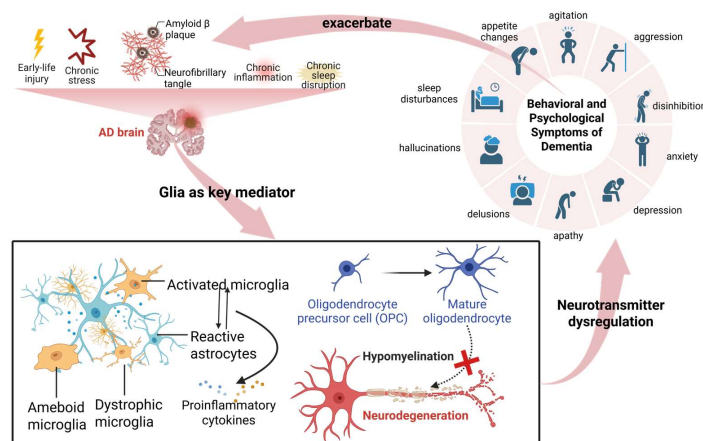 exacerbate
Early-life
injury
Chronic
stress
Amyloid β
plaque
Neurofibrillary
tangle
Chronic
inflammation
Chronic
sleep
disruption
AD brain
Glia as key mediator
agitation
appetite
changes
aggression
sleep
disturbances
disinhibition
Behavioral and
Psychological
Symptoms of
Dementia
hallucinations
anxiety
delusions
depression
apathy
Neurotransmitter
dysregulation
Activated microglia
Reactive
astrocytes
Ameboid
microglia
Dystrophic
microglia
Proinflammatory
cytokines
Oligodendrocyte
precursor cell (OPC)
Mature
oligodendrocyte
Hypomyelination
Neurodegeneration